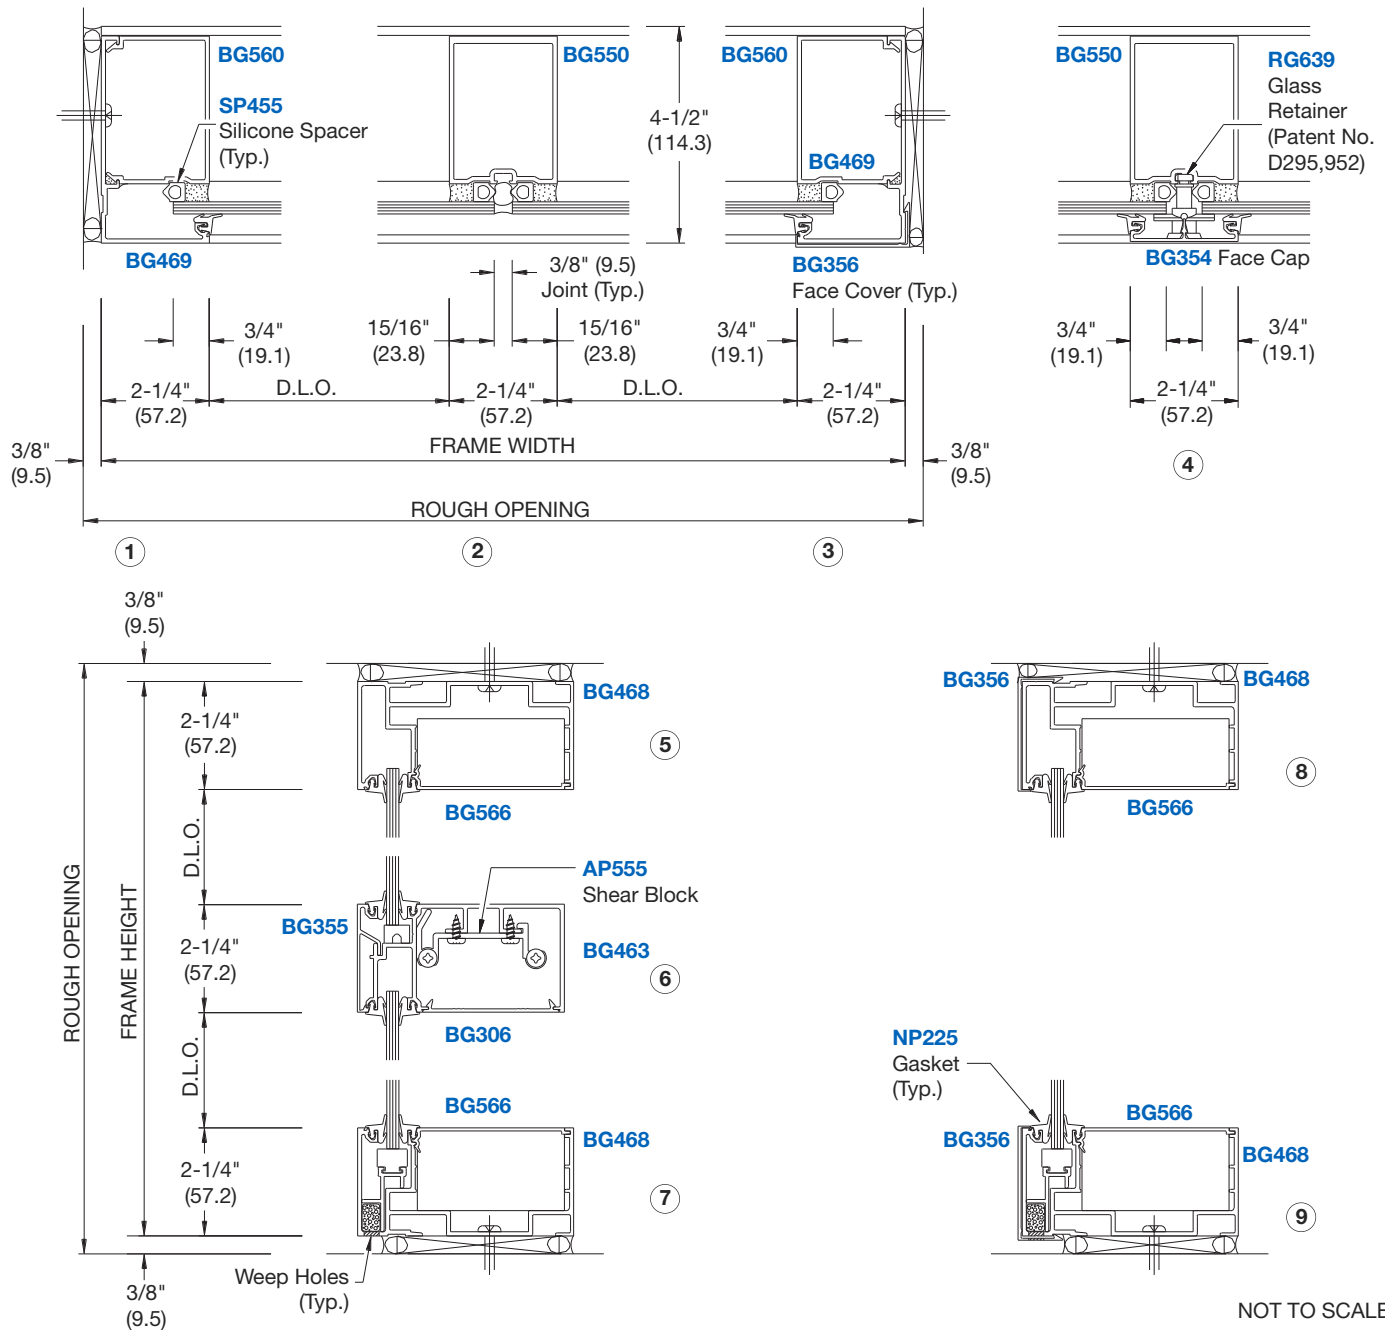 BG560
SP455
Silicone Spacer
(Typ.)
BG469
BG550
4-1/2"
(114.3)
3/8" (9.5)
Joint (Typ.)
BG560
BG469
BG356
Face Cover (Typ.)
BG550
RG639
Glass
Retainer
(Patent No.
D295,952)
BG354 Face Cap
3/4"
(19.1)
15/16"
(23.8)
15/16"
(23.8)
3/4"
(19.1)
3/4"
(19.1)
3/4"
(19.1)
2-1/4"
(57.2)
D.L.O.
2-1/4"
(57.2)
D.L.O.
2-1/4"
(57.2)
2-1/4"
(57.2)
3/8"
(9.5)
FRAME WIDTH
3/8"
(9.5)
4
ROUGH OPENING
1
2
3
3/8"
(9.5)
ROUGH OPENING
FRAME HEIGHT
2-1/4"
(57.2)
D.L.O.
2-1/4"
(57.2)
D.L.O.
2-1/4"
(57.2)
3/8"
(9.5)
BG468
5
BG566
AP555
Shear Block
BG355
BG463
6
BG306
BG566
BG468
7
Weep Holes
(Typ.)
BG356
BG468
8
BG566
NP225
Gasket
(Typ.)
BG566
BG356
BG468
9
NOT TO SCALE